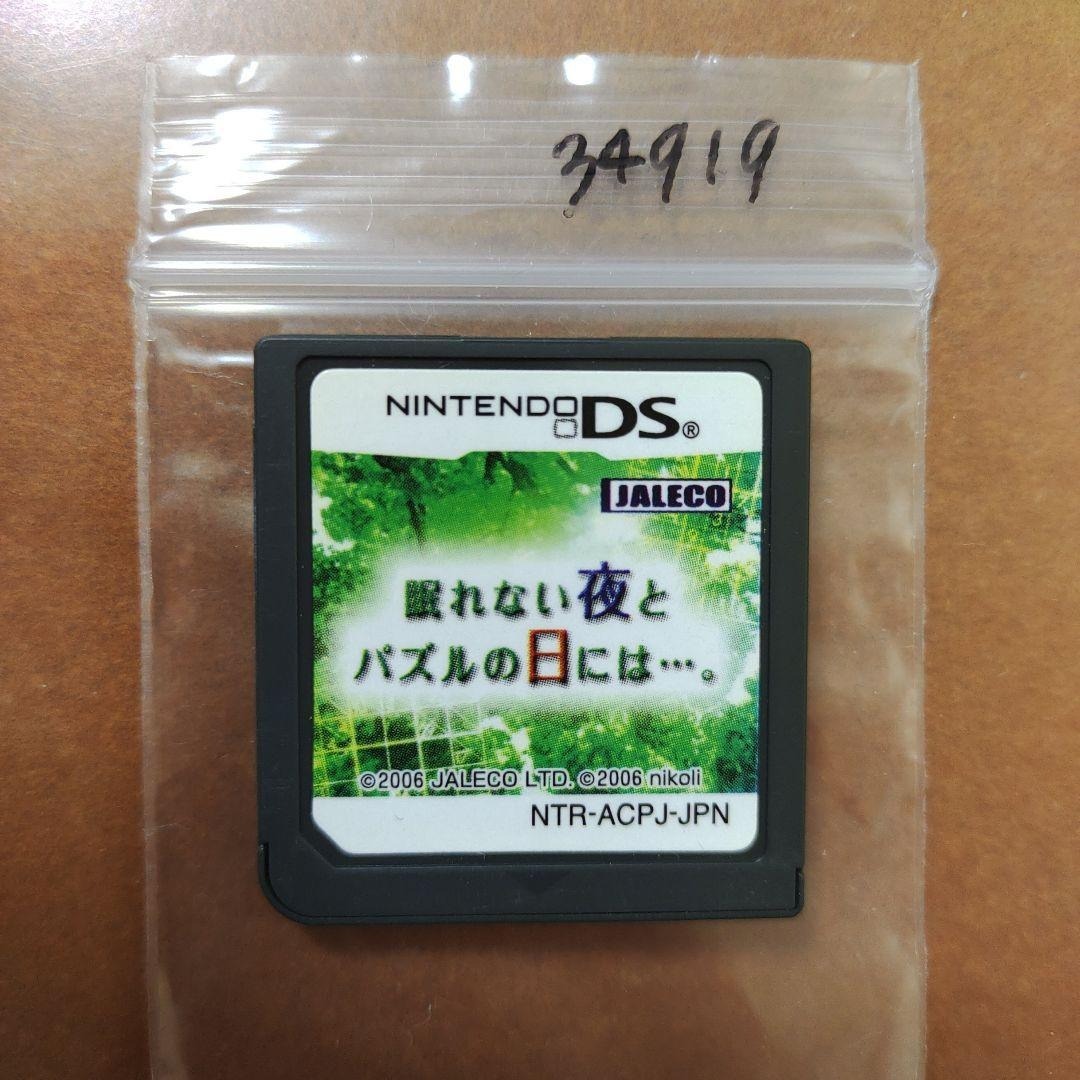 34919
NINTENDO DS®
JALECO
眠れない夜と
パズルの日には…。
©2006 JALECO LTD. ©2006 nikoli
NTR-ACPJ-JPN